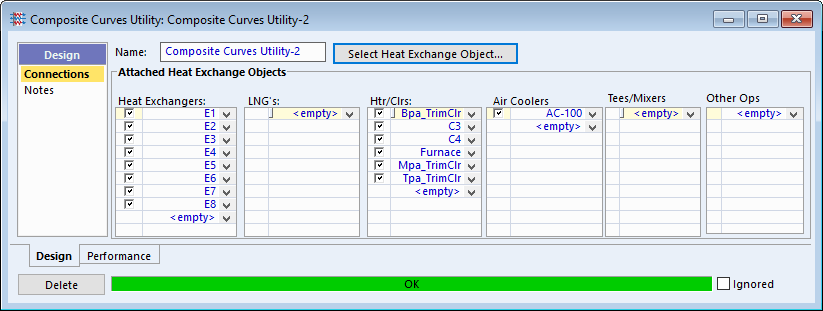 Composite Curves Utility: Composite Curves Utility-2
Design
Connections
Notes
Name: Composite Curves Utility-2 Select Heat Exchange Object...
Attached Heat Exchange Objects
Heat Exchangers: LNG's: Htr/Clrs: Air Coolers Tees/Mixers Other Ops
E1 <empty> Bpa_TrimClr AC-100 <empty> <empty>
E2 C3 <empty>
E3 C4
E4 Furnace
E5 Mpa_TrimClr
E6 Tpa_TrimClr
E7 <empty>
E8
<empty>
Design Performance
Delete OK Ignored